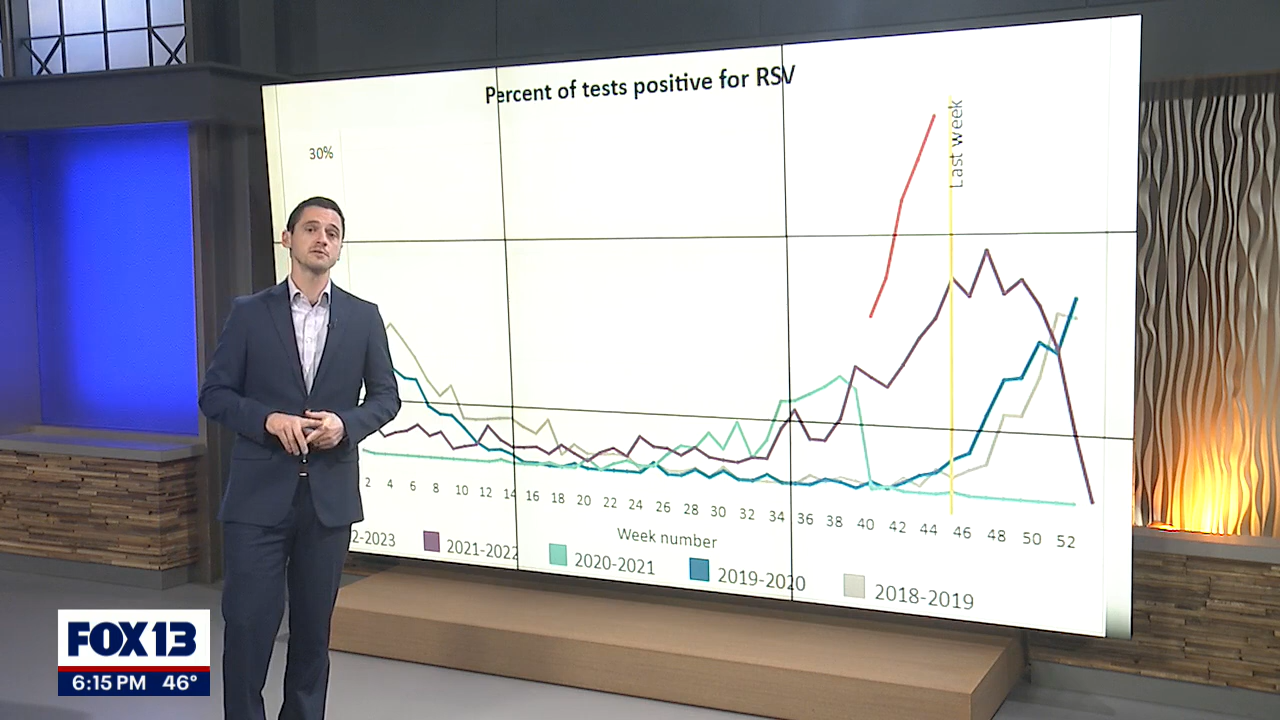 Percent of tests positive for RSV
Last week
30%
2 4 6 8 10 12 14 16 18 20 22 24 26 28 30 32 34 36 38 40 42 44 46 48 50 52
Week number
2-2023 2021-2022 2020-2021 2019-2020 2018-2019
FOX 13
6:15 PM 46°